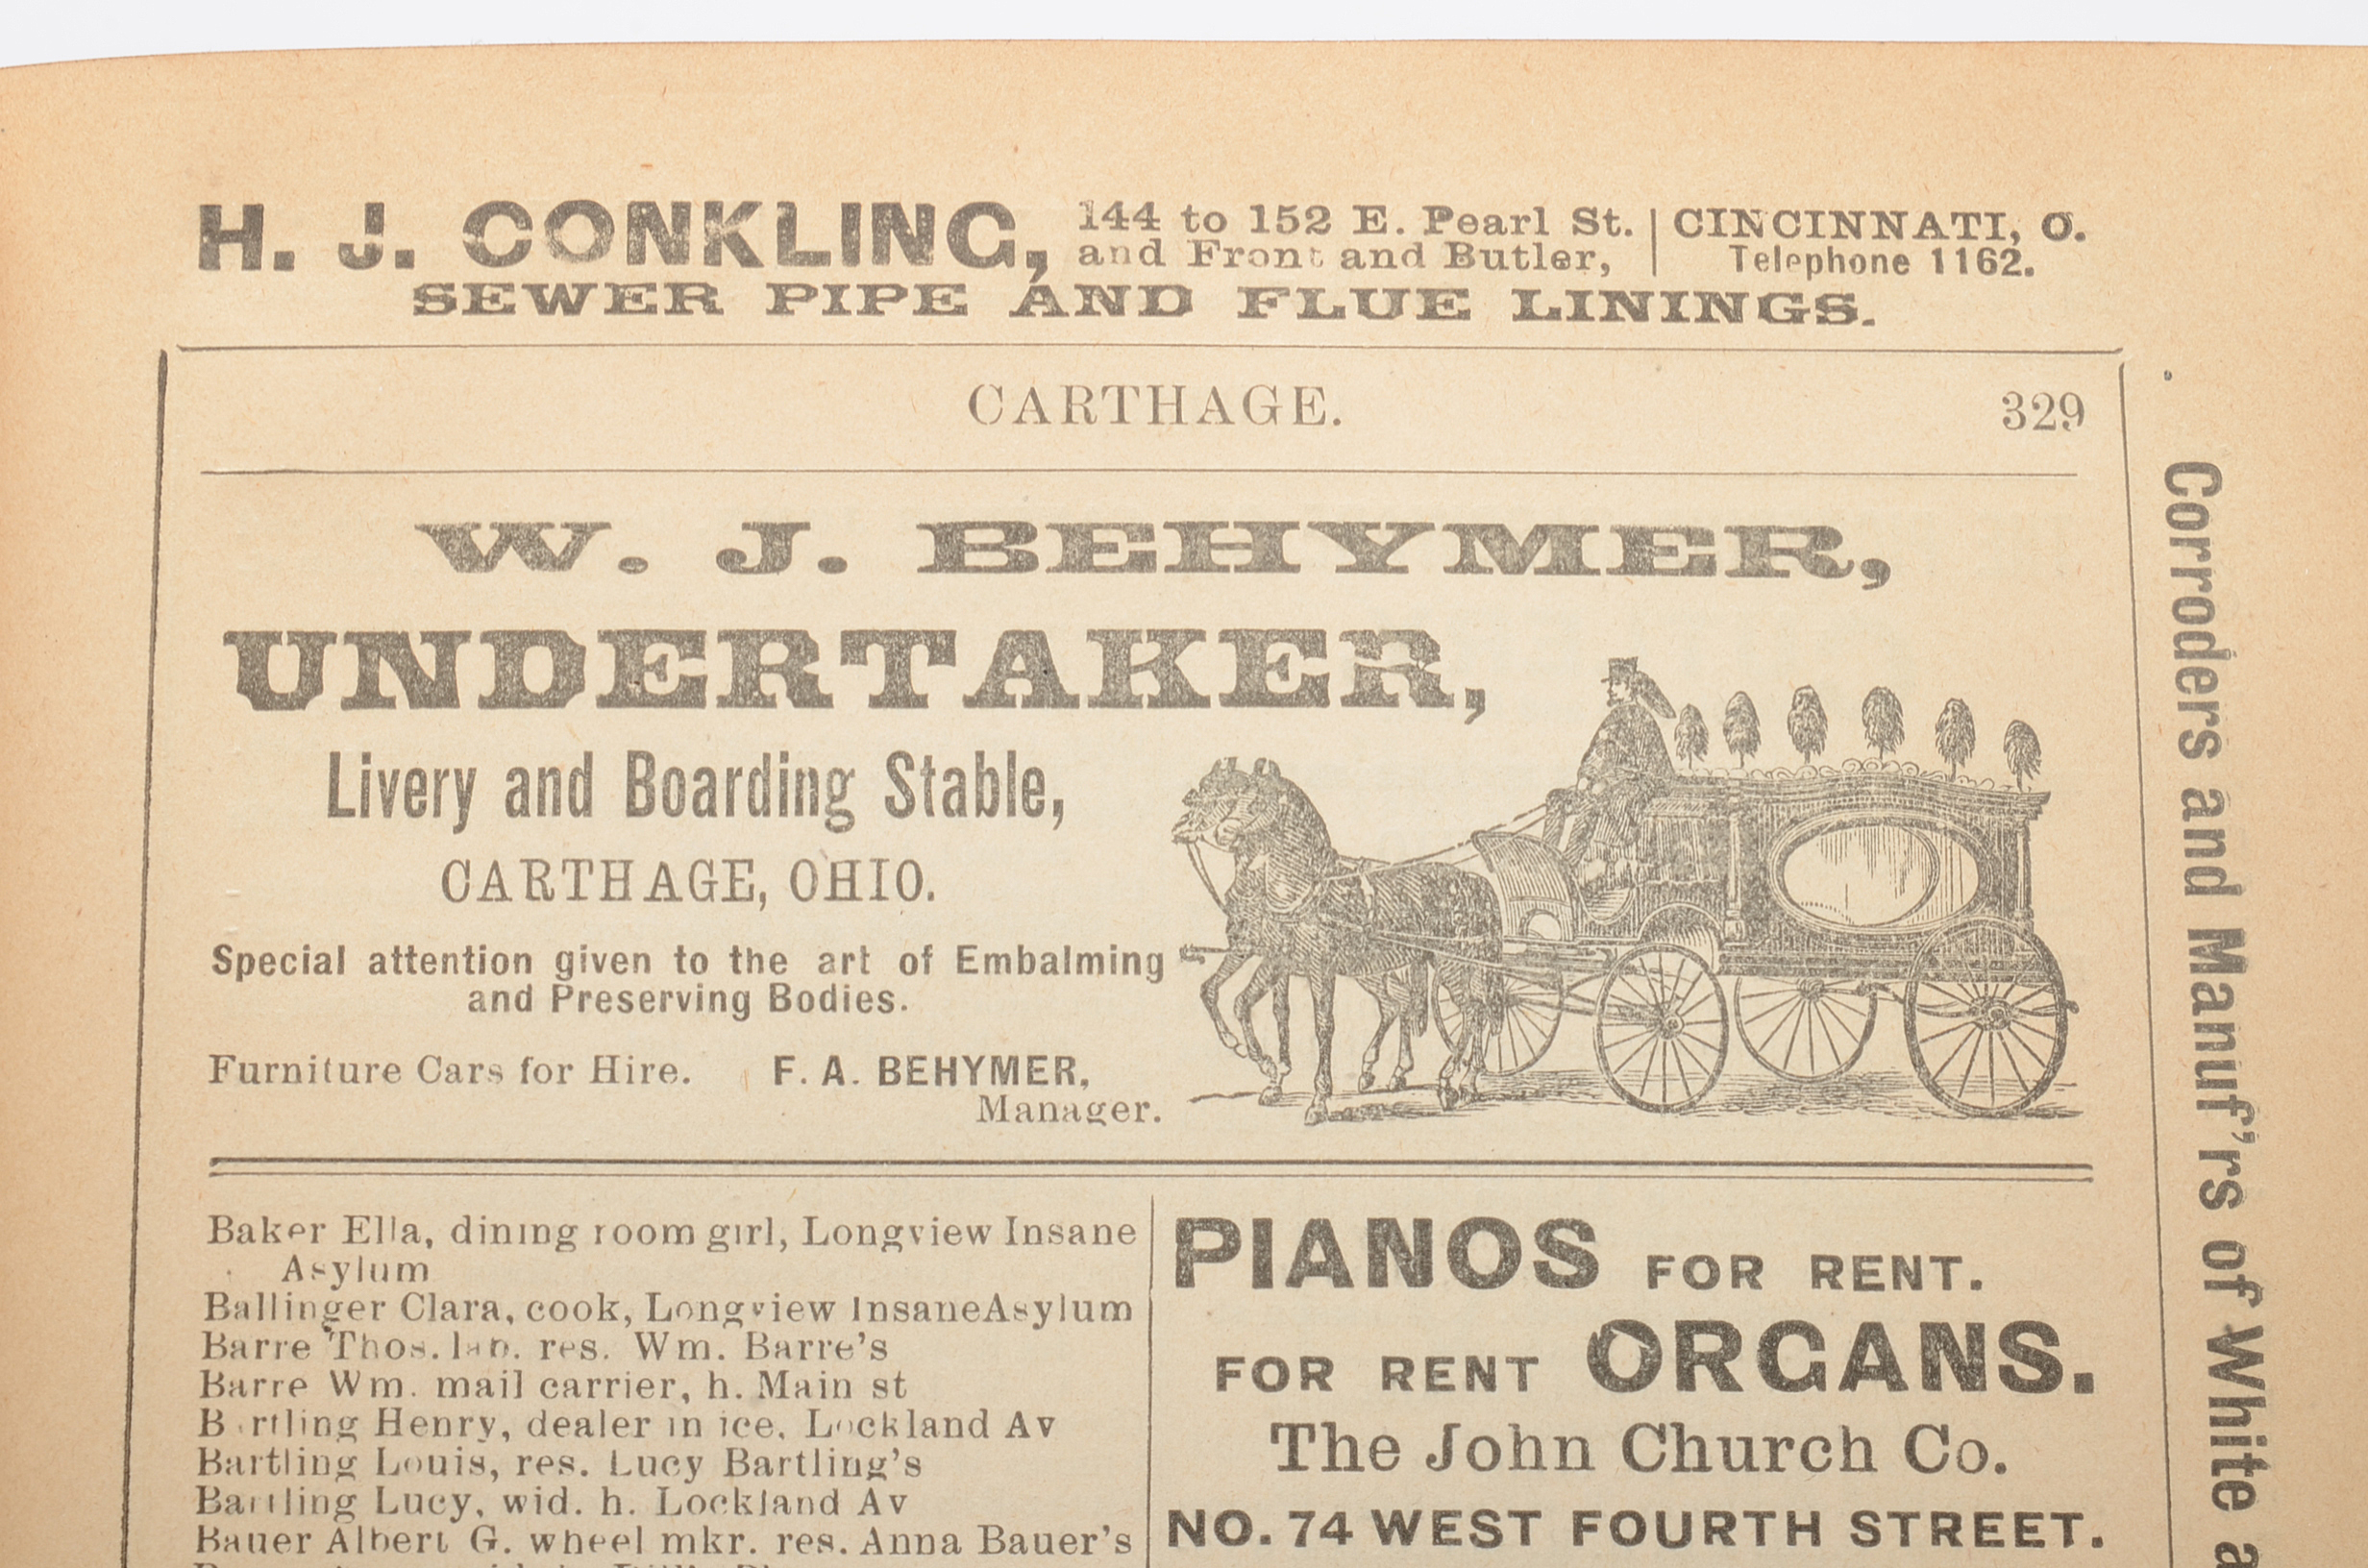 H. J. CONKLING, 144 to 152 E. Pearl St. | CINCINNATI, O.
and Front and Butler, | Telephone 1162.
SEWER PIPE AND FLUE LININGS.
CARTHAGE. 329
W. J. BEHYMER,
UNDERTAKER,
Livery and Boarding Stable,
CARTHAGE, OHIO.
Special attention given to the art of Embalming
and Preserving Bodies.
Furniture Cars for Hire. F. A. BEHYMER,
Manager.
Baker Ella, dining room girl, Longview Insane
Asylum
Ballinger Clara, cook, Longview Insane Asylum
Barre Thos. lab. res. Wm. Barre's
Barre Wm. mail carrier, h. Main st
Bartling Henry, dealer in ice, Lockland Av
Bartling Louis, res. Lucy Bartling's
Bartling Lucy, wid. h. Lockland Av
Bauer Albert G. wheel mkr. res. Anna Bauer's
PIANOS FOR RENT.
FOR RENT ORGANS.
The John Church Co.
NO. 74 WEST FOURTH STREET.
Corroders and Manuf'rs of White